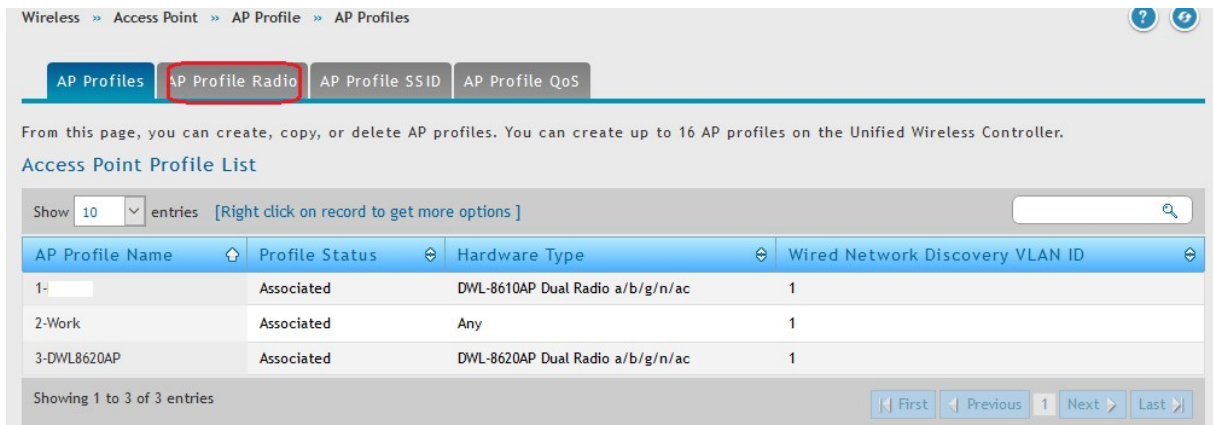 Wireless » Access Point » AP Profile » AP Profiles
AP Profiles AP Profile Radio AP Profile SSID AP Profile QoS
From this page, you can create, copy, or delete AP profiles. You can create up to 16 AP profiles on the Unified Wireless Controller.
Access Point Profile List
Show 10 entries [Right click on record to get more options ]
AP Profile Name Profile Status Hardware Type Wired Network Discovery VLAN ID
1- Associated DWL-8610AP Dual Radio a/b/g/n/ac 1
2-Work Associated Any 1
3-DWL8620AP Associated DWL-8620AP Dual Radio a/b/g/n/ac 1
Showing 1 to 3 of 3 entries First Previous 1 Next Last